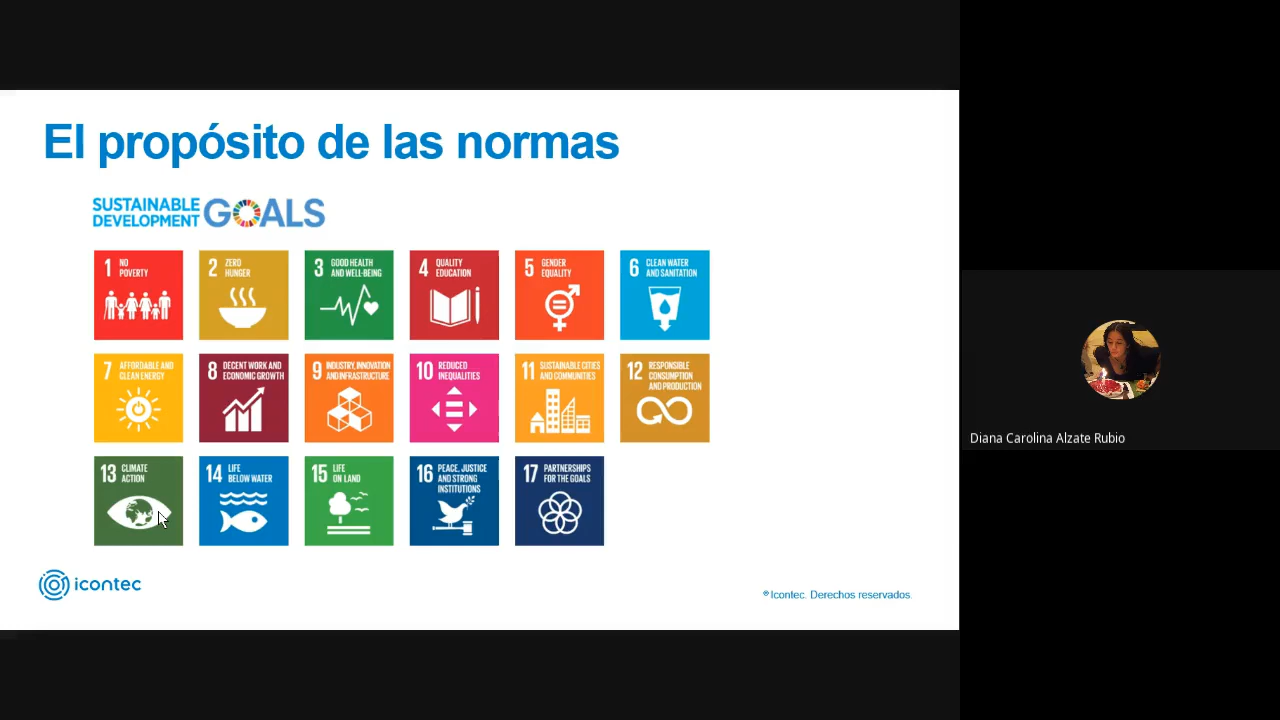 El propósito de las normas
SUSTAINABLE
DEVELOPMENT
GOALS
1 NO
POVERTY
2 ZERO
HUNGER
3 GOOD HEALTH
AND WELL-BEING
4 QUALITY
EDUCATION
5 GENDER
EQUALITY
6 CLEAN WATER
AND SANITATION
7 AFFORDABLE AND
CLEAN ENERGY
8 DECENT WORK AND
ECONOMIC GROWTH
9 INDUSTRY, INNOVATION
AND INFRASTRUCTURE
10 REDUCED
INEQUALITIES
11 SUSTAINABLE CITIES
AND COMMUNITIES
12 RESPONSIBLE
CONSUMPTION
AND PRODUCTION
13 CLIMATE
ACTION
14 LIFE
BELOW WATER
15 LIFE
ON LAND
16 PEACE, JUSTICE
AND STRONG
INSTITUTIONS
17 PARTNERSHIPS
FOR THE GOALS
icontec
® Icontec. Derechos reservados.
Diana Carolina Alzate Rubio